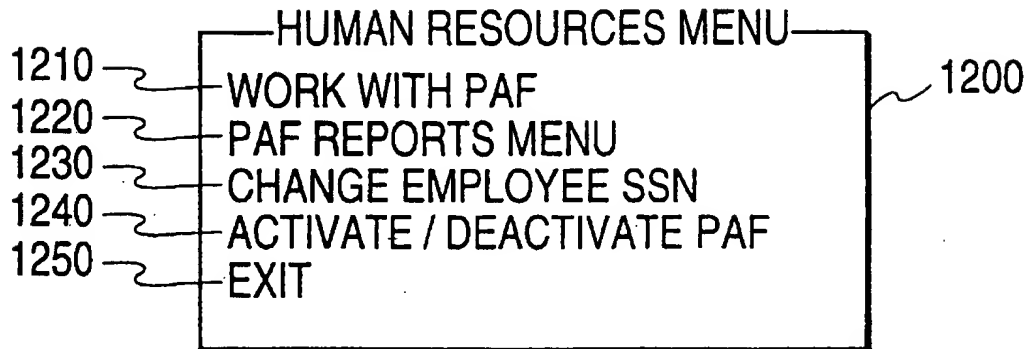 HUMAN RESOURCES MENU
1210 WORK WITH PAF 1200
1220 PAF REPORTS MENU
1230 CHANGE EMPLOYEE SSN
1240 ACTIVATE / DEACTIVATE PAF
1250 EXIT